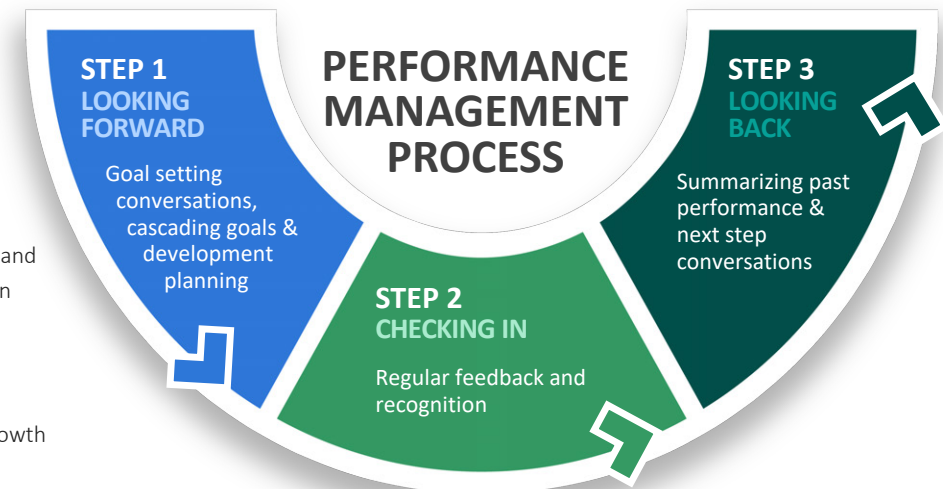 PERFORMANCE
MANAGEMENT
PROCESS
STEP 1
LOOKING
FORWARD
Goal setting
conversations,
cascading goals &
development
planning
STEP 2
CHECKING IN
Regular feedback and
recognition
STEP 3
LOOKING
BACK
Summarizing past
performance &
next step
conversations
and